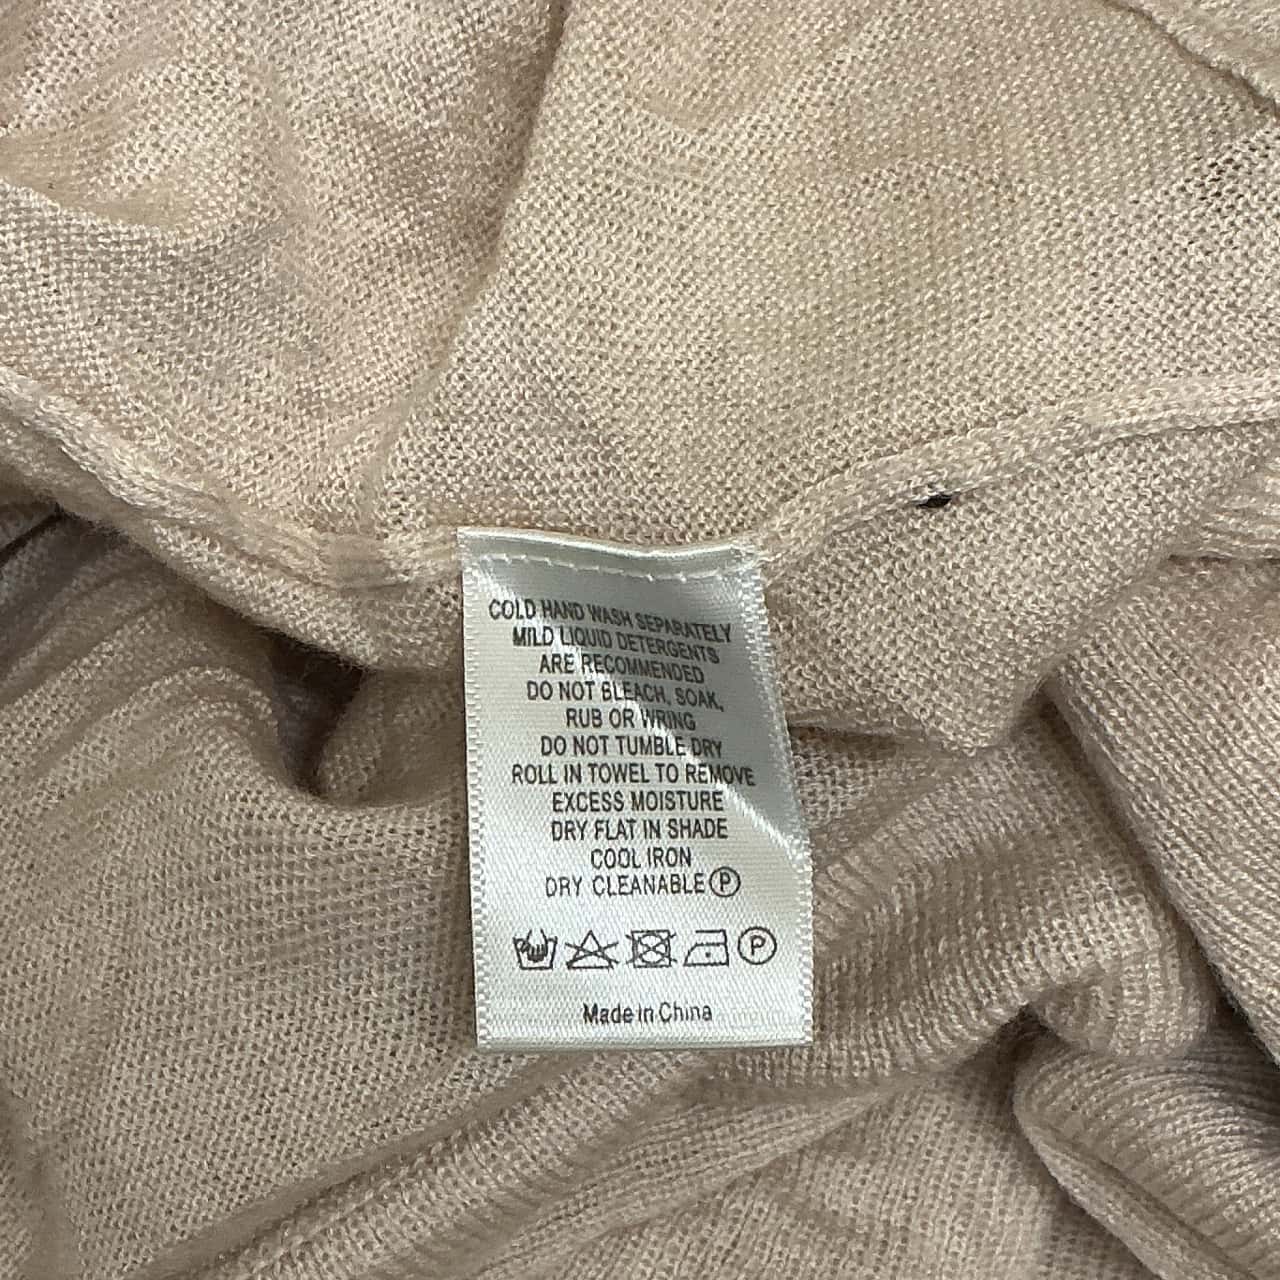 COLD HAND WASH SEPARATELY
MILD LIQUID DETERGENTS
ARE RECOMMENDED
DO NOT BLEACH, SOAK,
RUB OR WRING
DO NOT TUMBLE DRY
ROLL IN TOWEL TO REMOVE
EXCESS MOISTURE
DRY FLAT IN SHADE
COOL IRON
DRY CLEANABLE Ⓟ
Ⓟ
Made in China